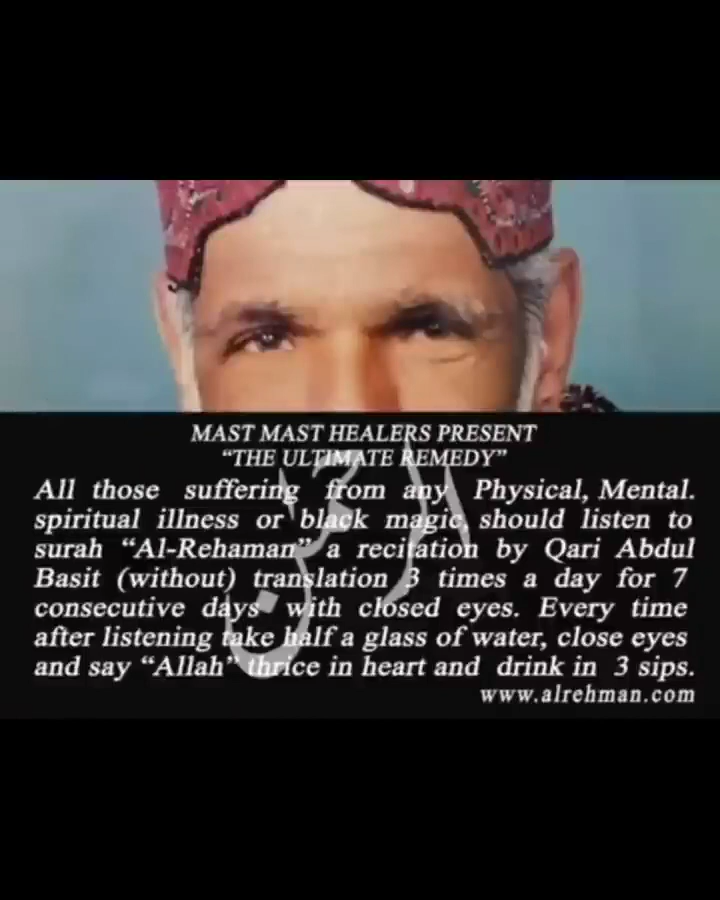 MAST MAST HEALERS PRESENT
"THE ULTIMATE REMEDY"
All those suffering from any Physical, Mental.
spiritual illness or black magic, should listen to
surah "Al-Rehaman" a recitation by Qari Abdul
Basit (without) translation 3 times a day for 7
consecutive days with closed eyes. Every time
after listening take half a glass of water, close eyes
and say "Allah" thrice in heart and drink in 3 sips.
www.alrehman.com
الرحمن